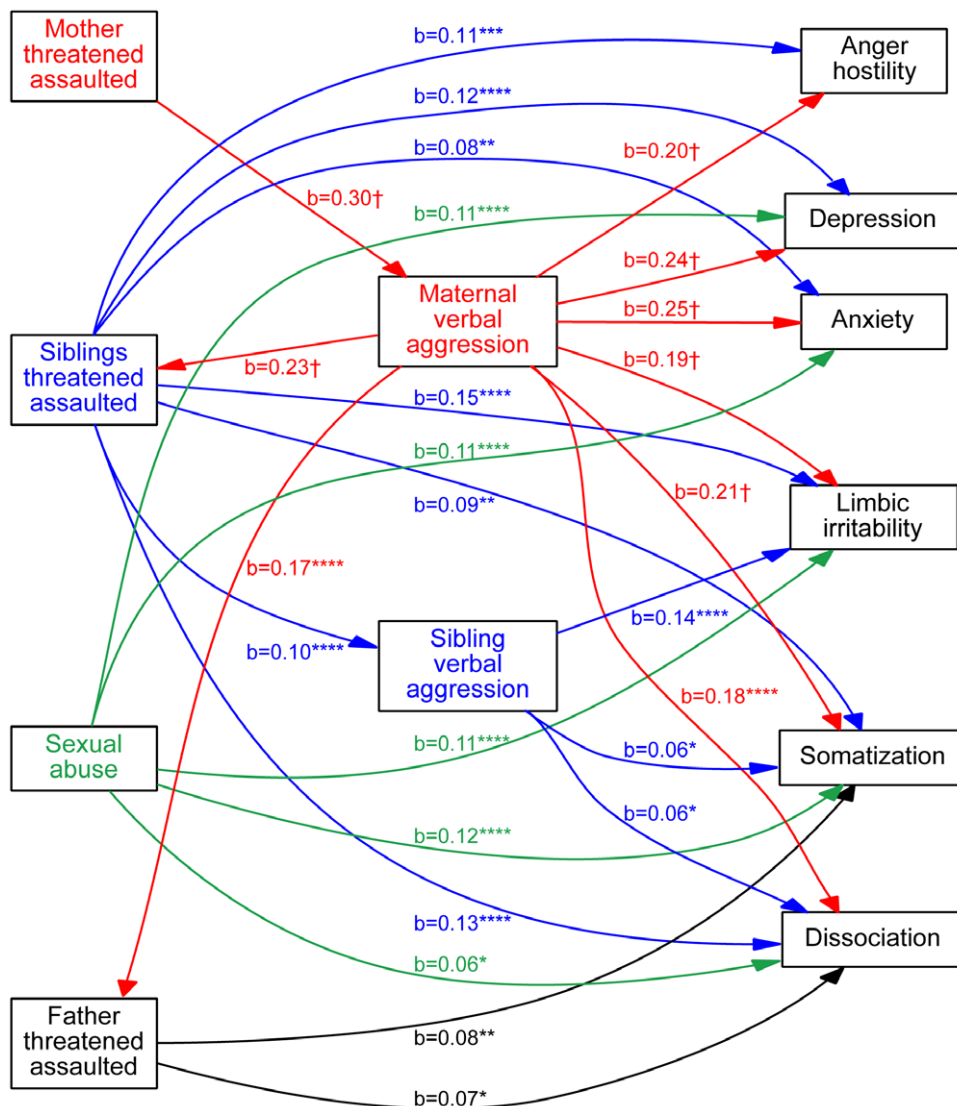 Mother
threatened
assaulted
b=0.11***
Anger
hostility
b=0.12****
b=0.08**
b=0.20†
b=0.30†
b=0.11****
Depression
b=0.24†
Maternal
verbal
aggression
b=0.25†
Anxiety
Siblings
threatened
assaulted
b=0.23†
b=0.19†
b=0.15****
b=0.11****
b=0.21†
b=0.09**
Limbic
irritability
b=0.17****
b=0.14****
b=0.10****
Sibling
verbal
aggression
b=0.18****
Sexual
abuse
b=0.11****
b=0.06*
Somatization
b=0.06*
b=0.12****
b=0.13****
Dissociation
b=0.06*
Father
threatened
assaulted
b=0.08**
b=0.07*